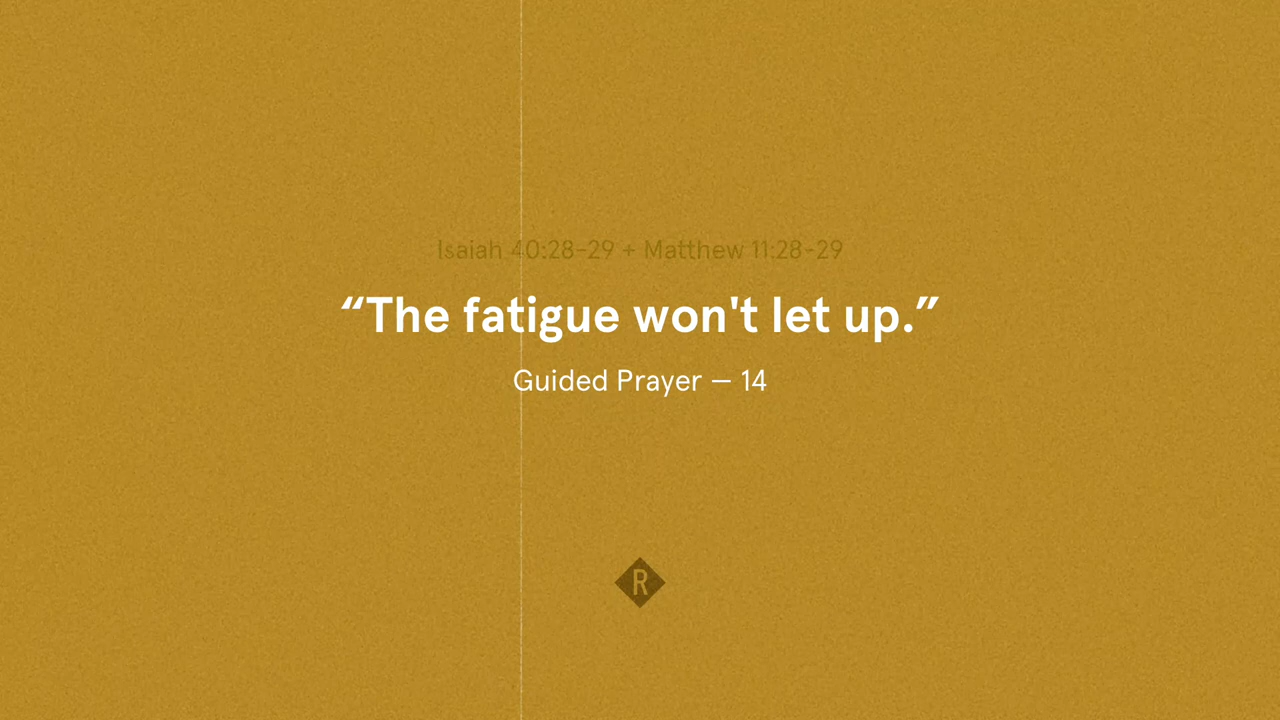 Isaiah 40:28–29 + Matthew 11:28–29
“The fatigue won't let up.”
Guided Prayer — 14
R